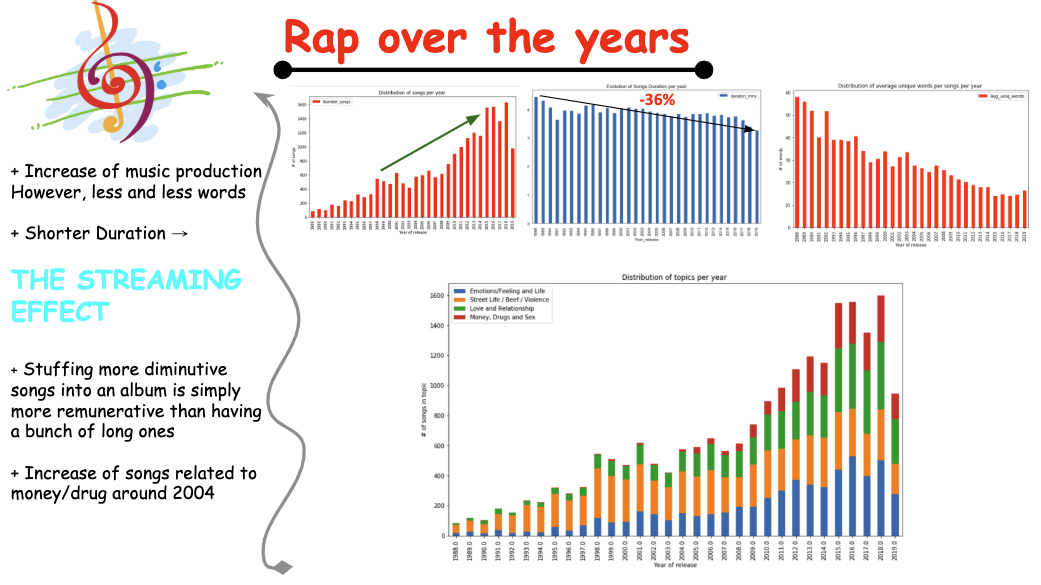 Rap over the years
+ Increase of music production
However, less and less words
+ Shorter Duration →
THE STREAMING
EFFECT
+ Stuffing more diminutive
songs into an album is simply
more remunerative than having
a bunch of long ones
+ Increase of songs related to
money/drug around 2004
Distribution of songs per year
Number_songs
# of songs
Year of release
Evolution of Songs Duration per year
-36%
duration_mins
Year_release
Distribution of average unique words per songs per year
Avg_uniq_words
# of words
60
50
40
30
20
10
0
Year of release
Distribution of topics per year
Emotions/Feeling and Life
Street Life / Beef / Violence
Love and Relationship
Money, Drugs and Sex
# of songs in topic
1600
1400
1200
1000
800
600
400
200
0
1988.0 1989.0 1990.0 1991.0 1992.0 1993.0 1994.0 1995.0 1996.0 1997.0 1998.0 1999.0 2000.0 2001.0 2002.0 2003.0 2004.0 2005.0 2006.0 2007.0 2008.0 2009.0 2010.0 2011.0 2012.0 2013.0 2014.0 2015.0 2016.0 2017.0 2018.0 2019.0
Year of release